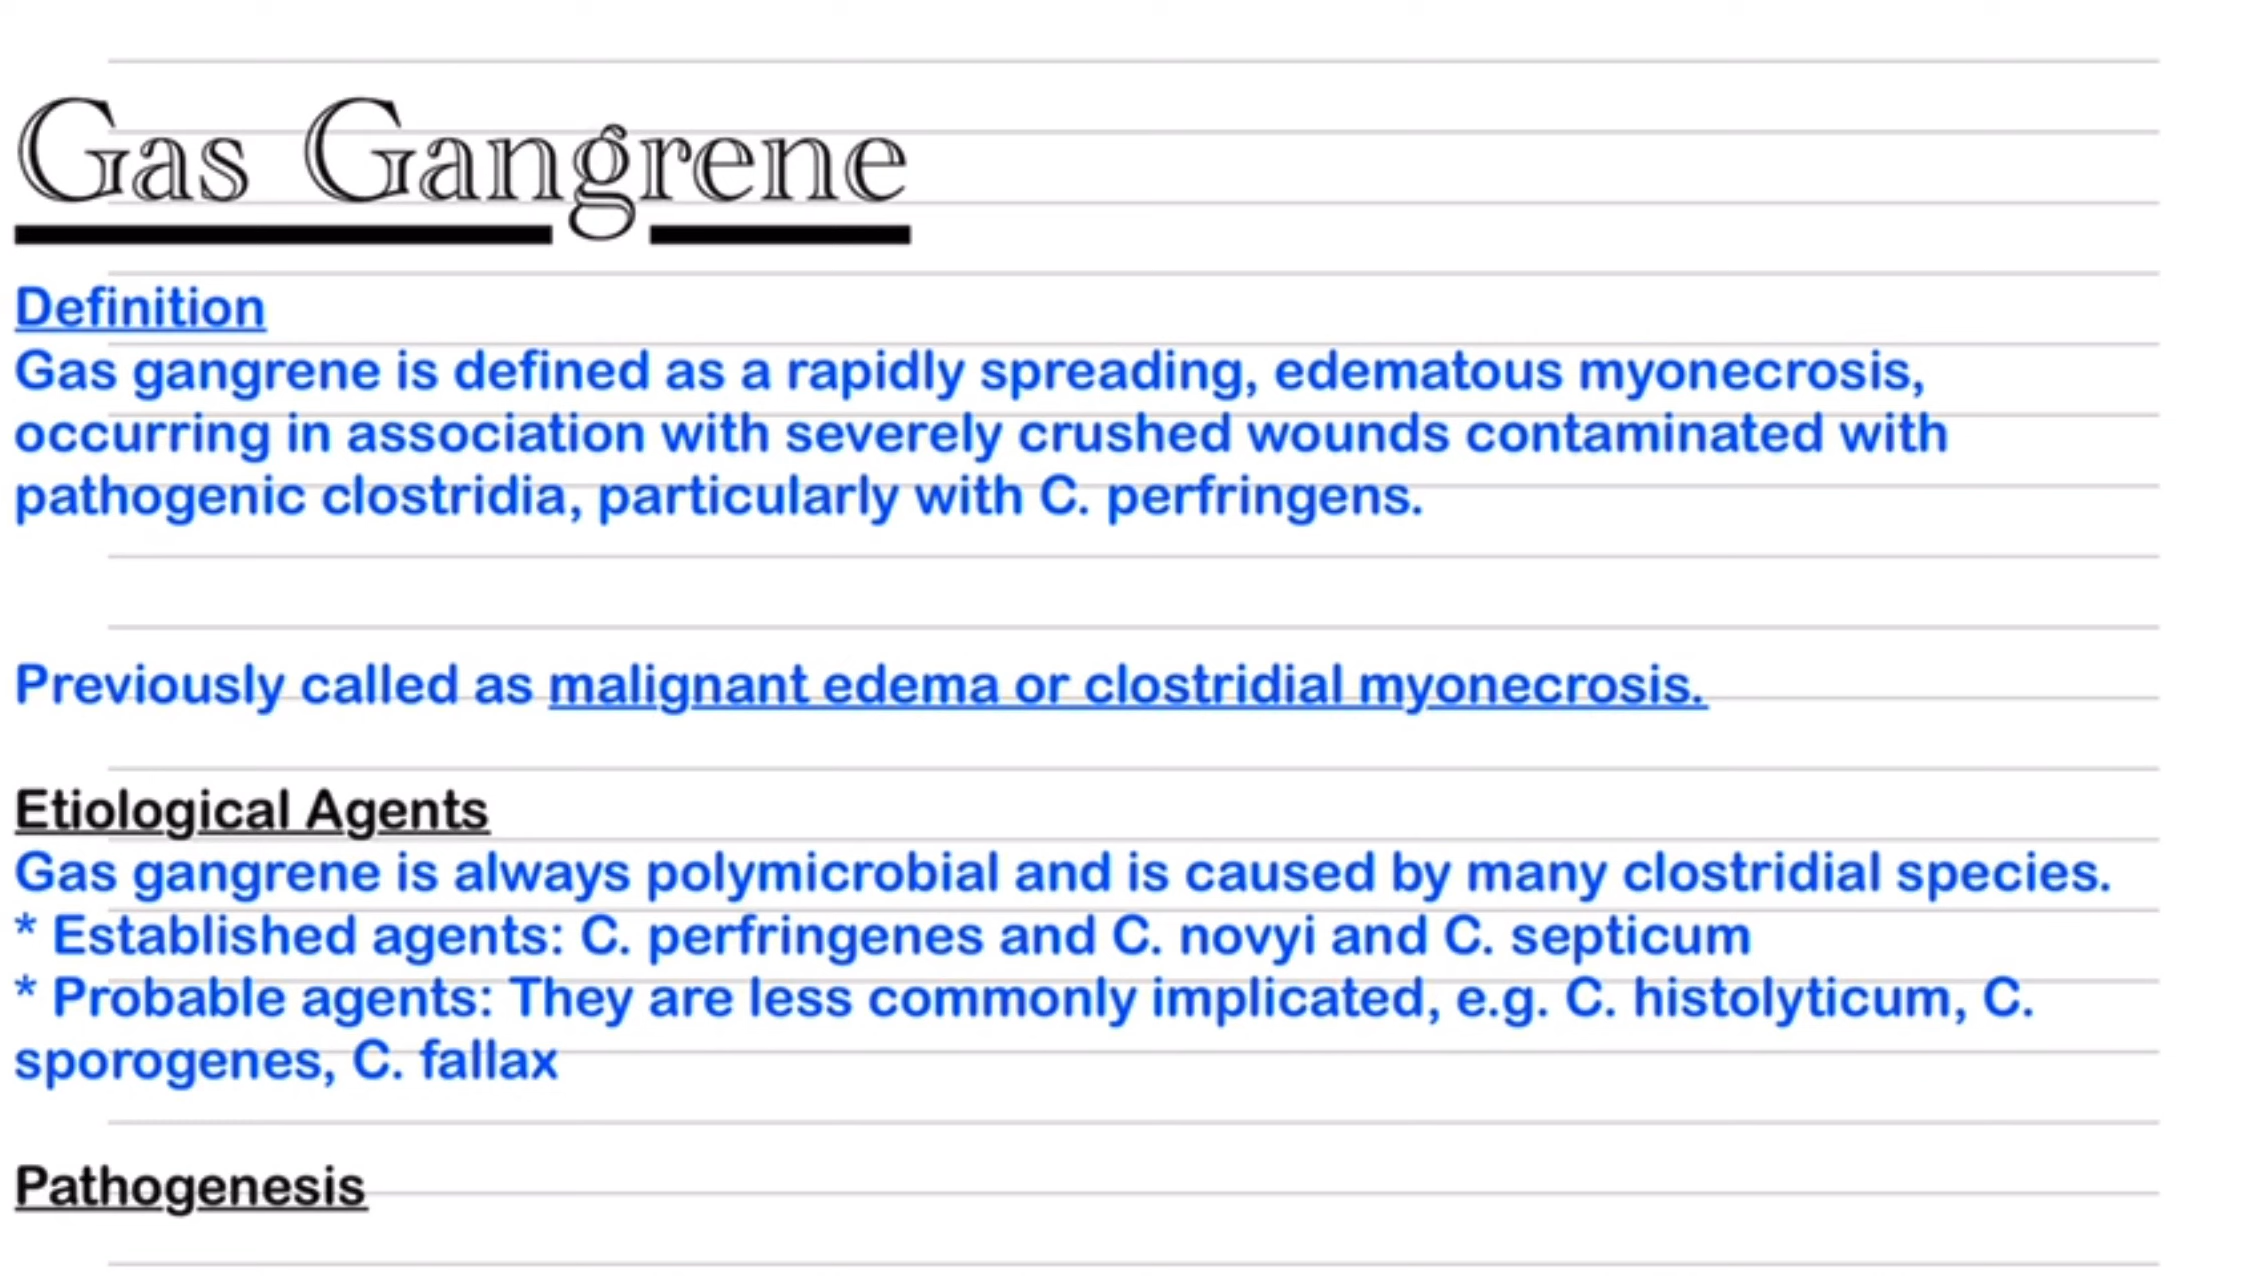 Gas Gangrene
Definition
Gas gangrene is defined as a rapidly spreading, edematous myonecrosis,
occurring in association with severely crushed wounds contaminated with
pathogenic clostridia, particularly with C. perfringens.
Previously called as malignant edema or clostridial myonecrosis.
Etiological Agents
Gas gangrene is always polymicrobial and is caused by many clostridial species.
* Established agents: C. perfringenes and C. novyi and C. septicum
* Probable agents: They are less commonly implicated, e.g. C. histolyticum, C.
sporogenes, C. fallax
Pathogenesis